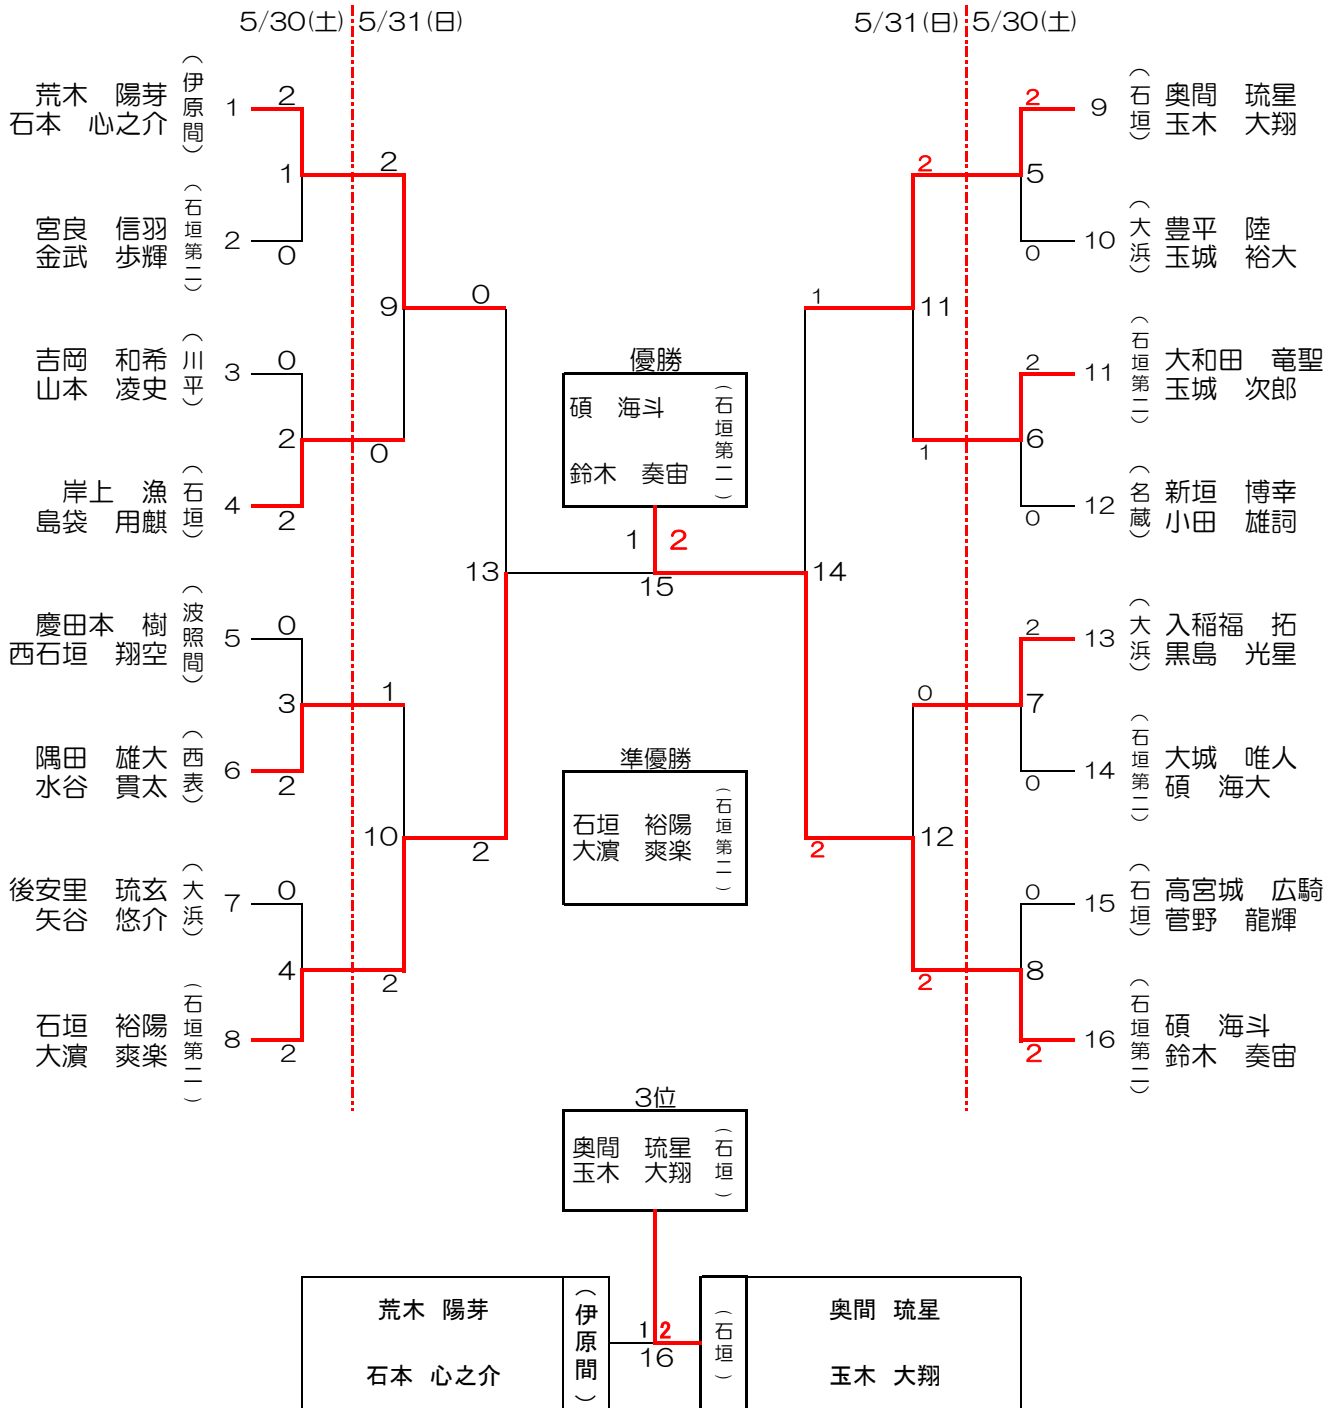 5/30(土) 5/31(日)
5/31(日) 5/30(土)
荒木　陽芽
石本　心之介
（伊原間）
1
2
1
宮良　信羽
金武　歩輝
（石垣第二）
2
0
2
9
吉岡　和希
山本　凌史
（川平）
3
0
2
岸上　漁
島袋　用麒
（石垣）
4
2
0
0
13
慶田本　樹
西石垣　翔空
（波照間）
5
0
3
隅田　雄大
水谷　貫太
（西表）
6
2
1
10
2
後安里　琉玄
矢谷　悠介
（大浜）
7
0
4
石垣　裕陽
大濵　爽楽
（石垣第二）
8
2
2
優勝
碩　海斗
鈴木　奏宙
（石垣第二）
1 2
15
準優勝
石垣　裕陽
大濵　爽楽
（石垣第二）
2
9
（石垣）
奥間　琉星
玉木　大翔
5
2
0
10
（大浜）
豊平　陸
玉城　裕大
1
11
2
11
（石垣第二）
大和田　竜聖
玉城　次郎
6
1
0
12
（名蔵）
新垣　博幸
小田　雄詞
14
2
13
（大浜）
入稲福　拓
黒島　光星
0
7
0
14
（石垣第二）
大城　唯人
碩　海大
2
12
0
15
（石垣）
高宮城　広騎
菅野　龍輝
2
8
2
16
（石垣第二）
碩　海斗
鈴木　奏宙
3位
奥間　琉星
玉木　大翔
（石垣）
荒木 陽芽
石本 心之介
（伊原間）
1 2
16
（石垣）
奥間 琉星
玉木 大翔